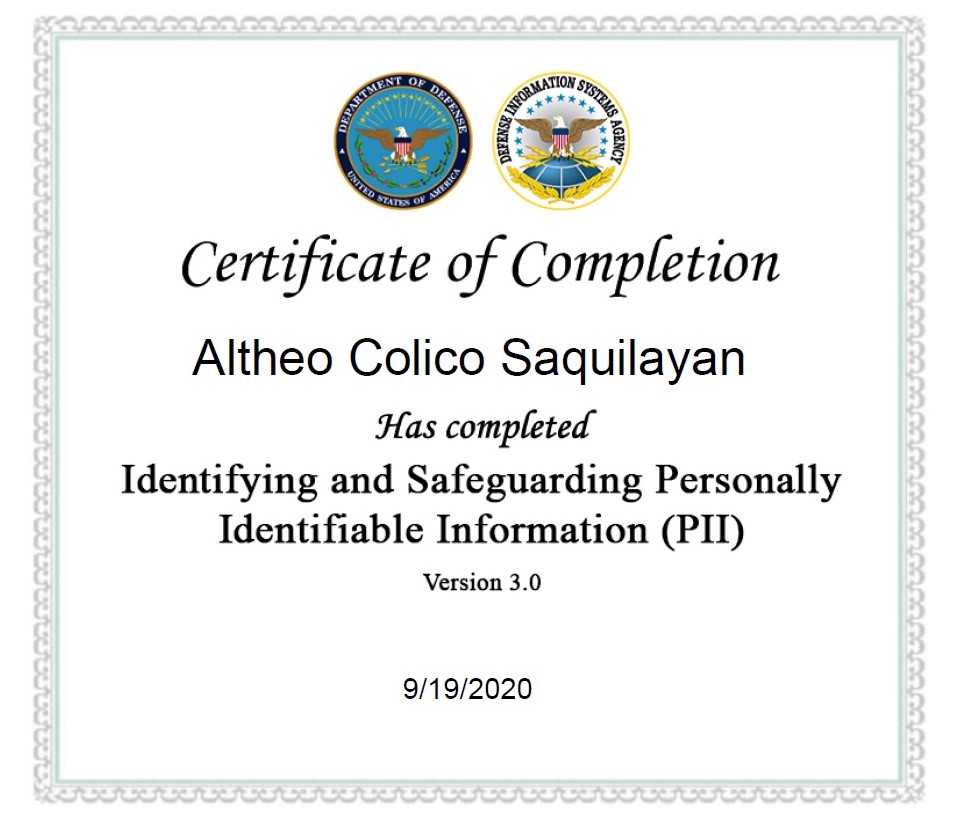 DEPARTMENT OF DEFENSE
UNITED STATES OF AMERICA
DEFENSE INFORMATION SYSTEMS AGENCY
Certificate of Completion
Altheo Colico Saquilayan
Has completed
Identifying and Safeguarding Personally
Identifiable Information (PII)
Version 3.0
9/19/2020